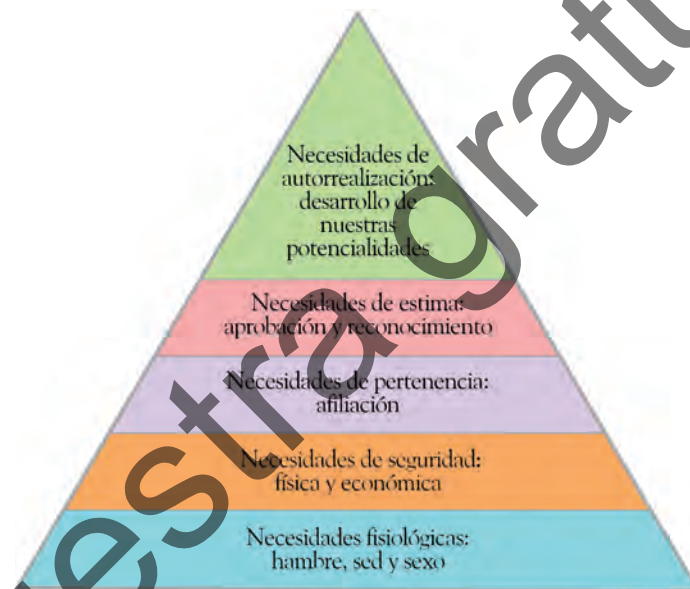 Necesidades de
autorrealización:
desarrollo de
nuestras
potencialidades
Necesidades de estima:
aprobación y reconocimiento
Necesidades de pertenencia:
afiliación
Necesidades de seguridad:
física y económica
Necesidades fisiológicas:
hambre, sed y sexo